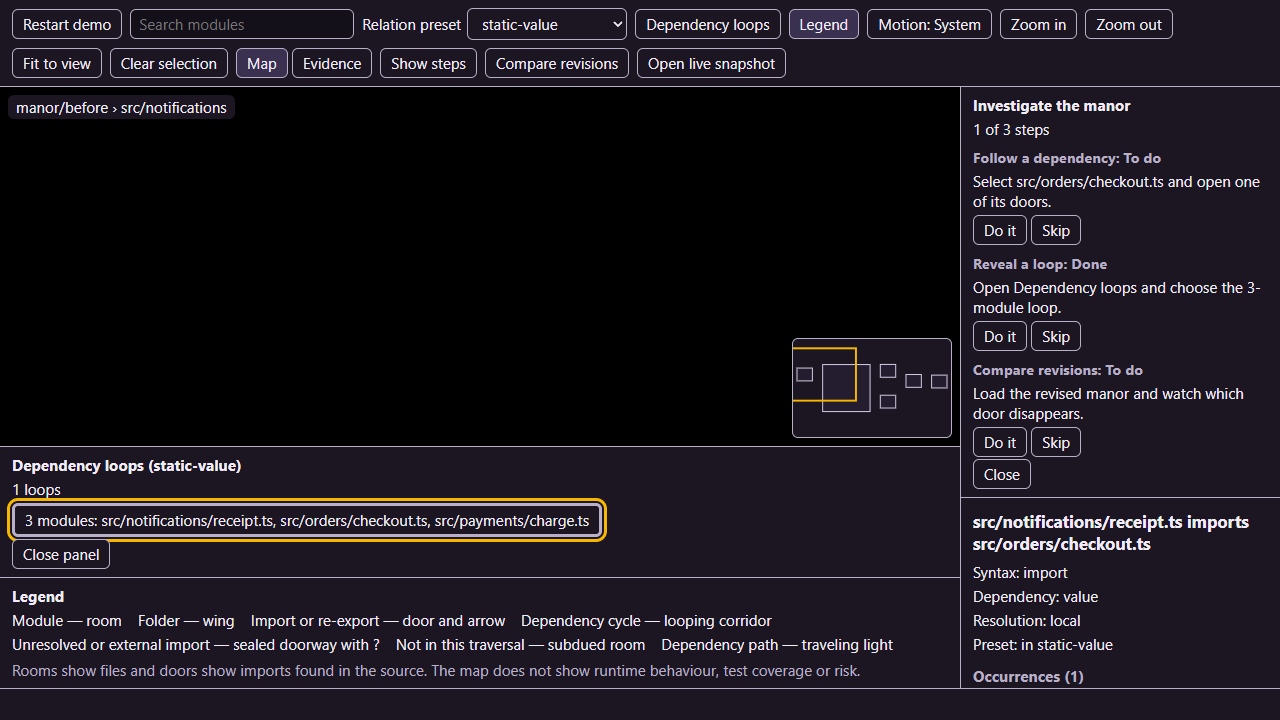 Restart demo
Search modules
Relation preset
static-value
Dependency loops
Legend
Motion: System
Zoom in
Zoom out
Fit to view
Clear selection
Map
Evidence
Show steps
Compare revisions
Open live snapshot
manor/before › src/notifications
Dependency loops (static-value)
1 loops
3 modules: src/notifications/receipt.ts, src/orders/checkout.ts, src/payments/charge.ts
Close panel
Legend
Module — room Folder — wing Import or re-export — door and arrow Dependency cycle — looping corridor
Unresolved or external import — sealed doorway with ? Not in this traversal — subdued room Dependency path — traveling light
Rooms show files and doors show imports found in the source. The map does not show runtime behaviour, test coverage or risk.
Investigate the manor
1 of 3 steps
Follow a dependency: To do
Select src/orders/checkout.ts and open one
of its doors.
Do it
Skip
Reveal a loop: Done
Open Dependency loops and choose the 3-
module loop.
Do it
Skip
Compare revisions: To do
Load the revised manor and watch which
door disappears.
Do it
Skip
Close
src/notifications/receipt.ts imports
src/orders/checkout.ts
Syntax: import
Dependency: value
Resolution: local
Preset: in static-value
Occurrences (1)